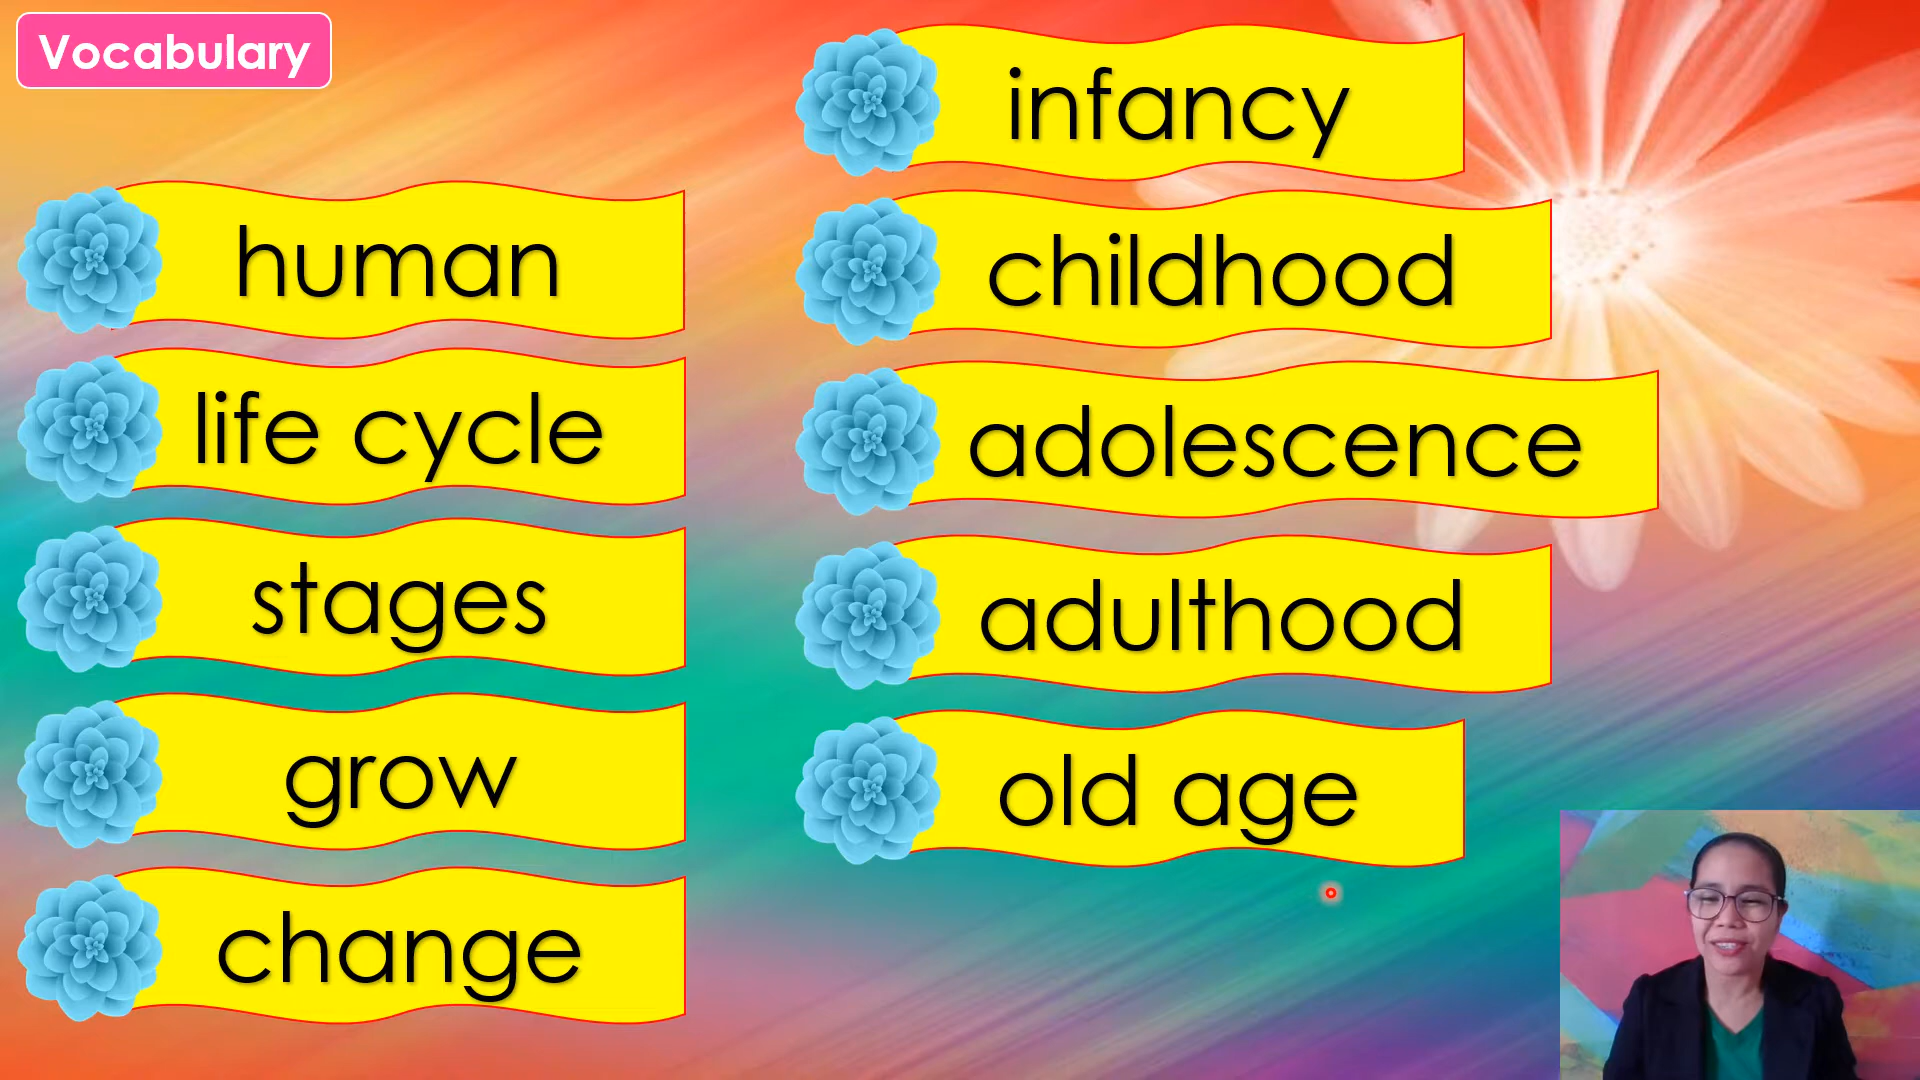 Vocabulary
human
life cycle
stages
grow
change
infancy
childhood
adolescence
adulthood
old age